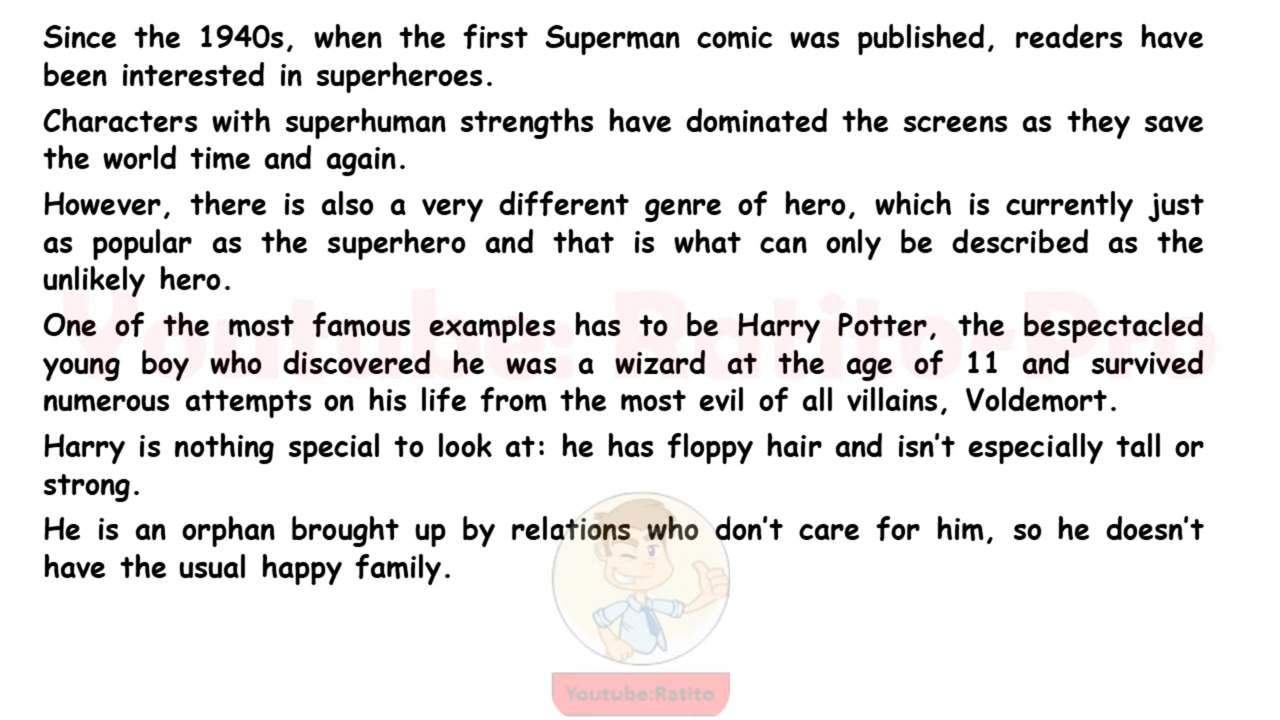 Since the 1940s, when the first Superman comic was published, readers have
been interested in superheroes.
Characters with superhuman strengths have dominated the screens as they save
the world time and again.
However, there is also a very different genre of hero, which is currently just
as popular as the superhero and that is what can only be described as the
unlikely hero.
One of the most famous examples has to be Harry Potter, the bespectacled
young boy who discovered he was a wizard at the age of 11 and survived
numerous attempts on his life from the most evil of all villains, Voldemort.
Harry is nothing special to look at: he has floppy hair and isn't especially tall or
strong.
He is an orphan brought up by relations who don't care for him, so he doesn't
have the usual happy family.
Youtube: Ratito-Pro
Youtube:Ratito